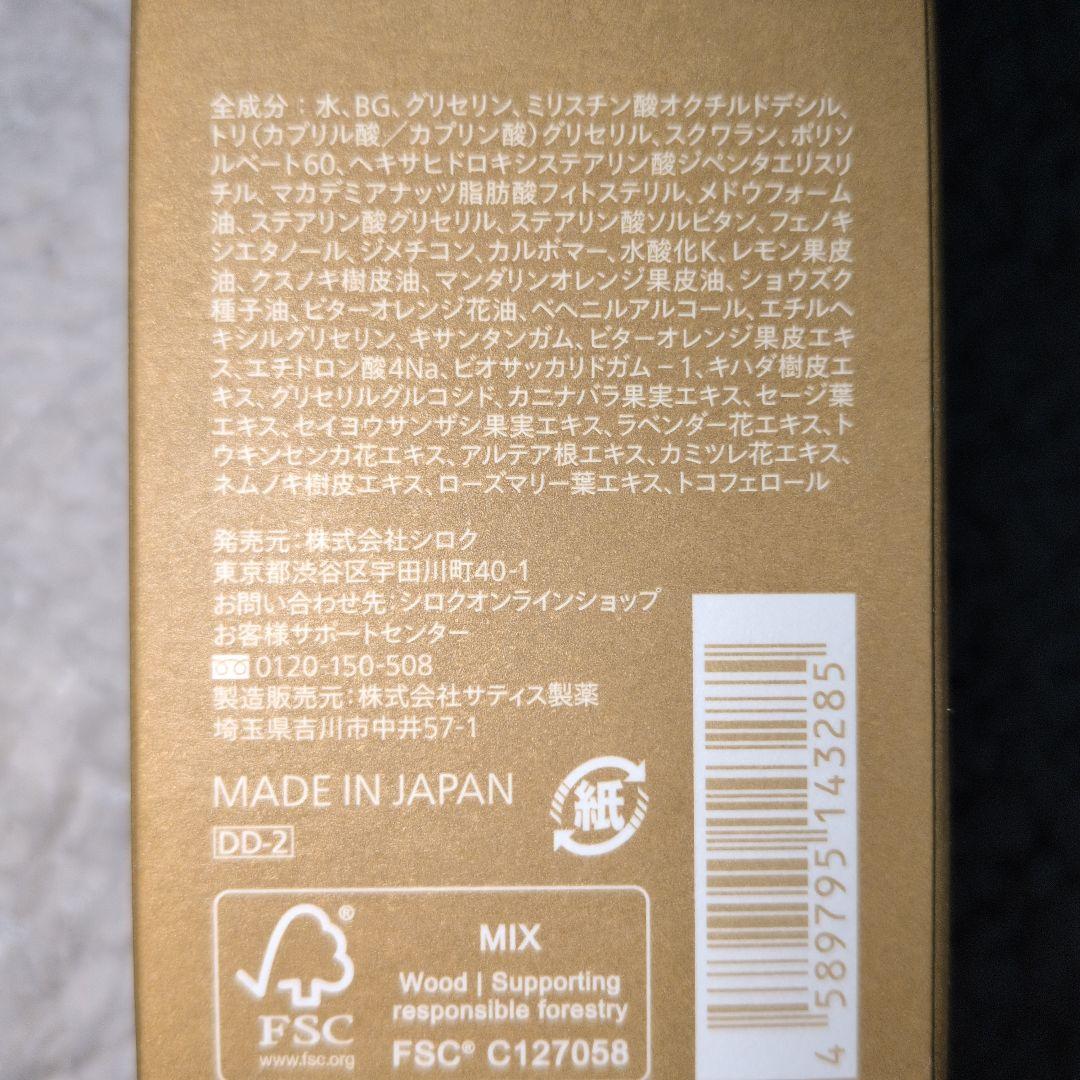 全成分：水、BG、グリセリン、ミリスチン酸オクチルドデシル、
トリ(カプリル酸／カプリン酸)グリセリル、スクワラン、ポリソ
ルベート60、ヘキサヒドロキシステアリン酸ジペンタエリスリ
チル、マカデミアナッツ脂肪酸フィトステリル、メドウフォーム
油、ステアリン酸グリセリル、ステアリン酸ソルビタン、フェノキ
シエタノール、ジメチコン、カルボマー、水酸化K、レモン果皮
油、クスノキ樹皮油、マンダリンオレンジ果皮油、ショウズク
種子油、ビターオレンジ花油、ベヘニルアルコール、エチルヘ
キシルグリセリン、キサンタンガム、ビターオレンジ果皮エキ
ス、エチドロン酸4Na、ビオサッカリドガム－1、キハダ樹皮エ
キス、グリセリルグルコシド、カニナバラ果実エキス、セージ葉
エキス、セイヨウサンザシ果実エキス、ラベンダー花エキス、ト
ウキンセンカ花エキス、アルテア根エキス、カミツレ花エキス、
ネムノキ樹皮エキス、ローズマリー葉エキス、トコフェロール
発売元：株式会社シロク
東京都渋谷区宇田川町40-1
お問い合わせ先：シロクオンラインショップ
お客様サポートセンター
0120-150-508
製造販売元：株式会社サティス製薬
埼玉県吉川市中井57-1
MADE IN JAPAN
紙
DD-2
FSC®
www.fsc.org
MIX
Wood | Supporting
responsible forestry
FSC® C127058
4 589795 143285